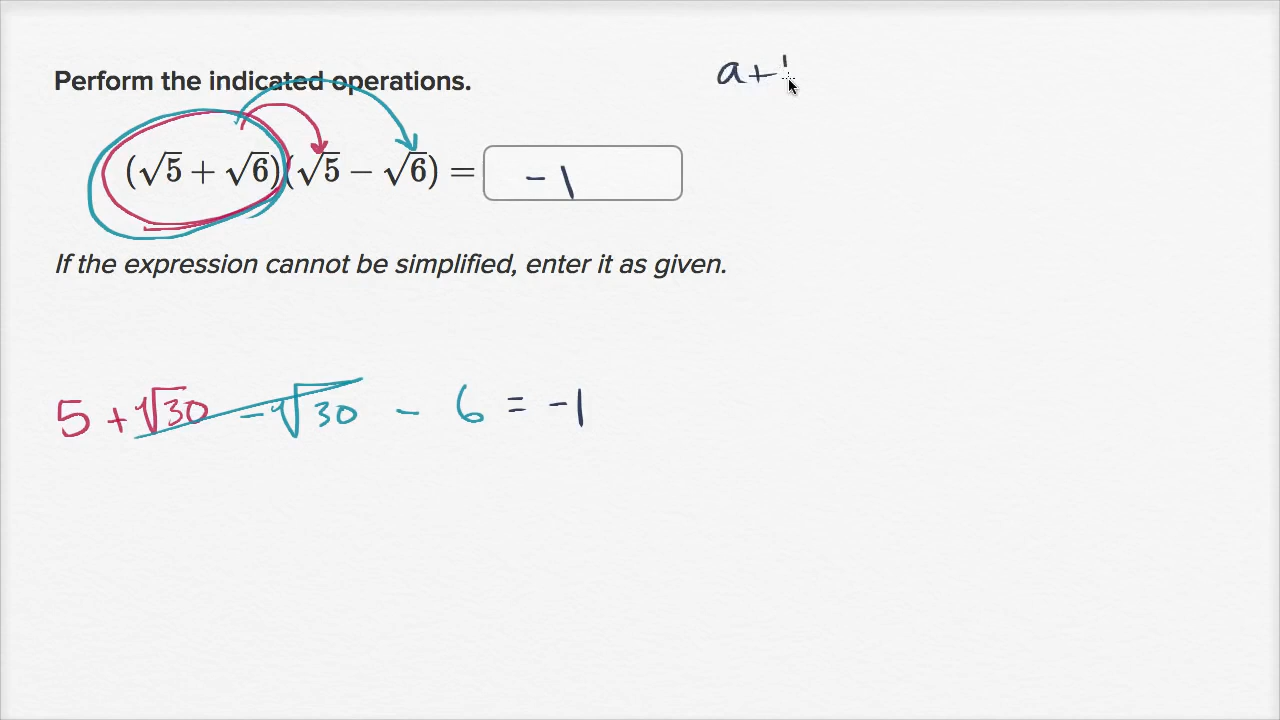 Perform the indicated operations.
a+
(√5 + √6)(√5 − √6) = -1
If the expression cannot be simplified, enter it as given.
5 + √30 - √30 - 6 = -1